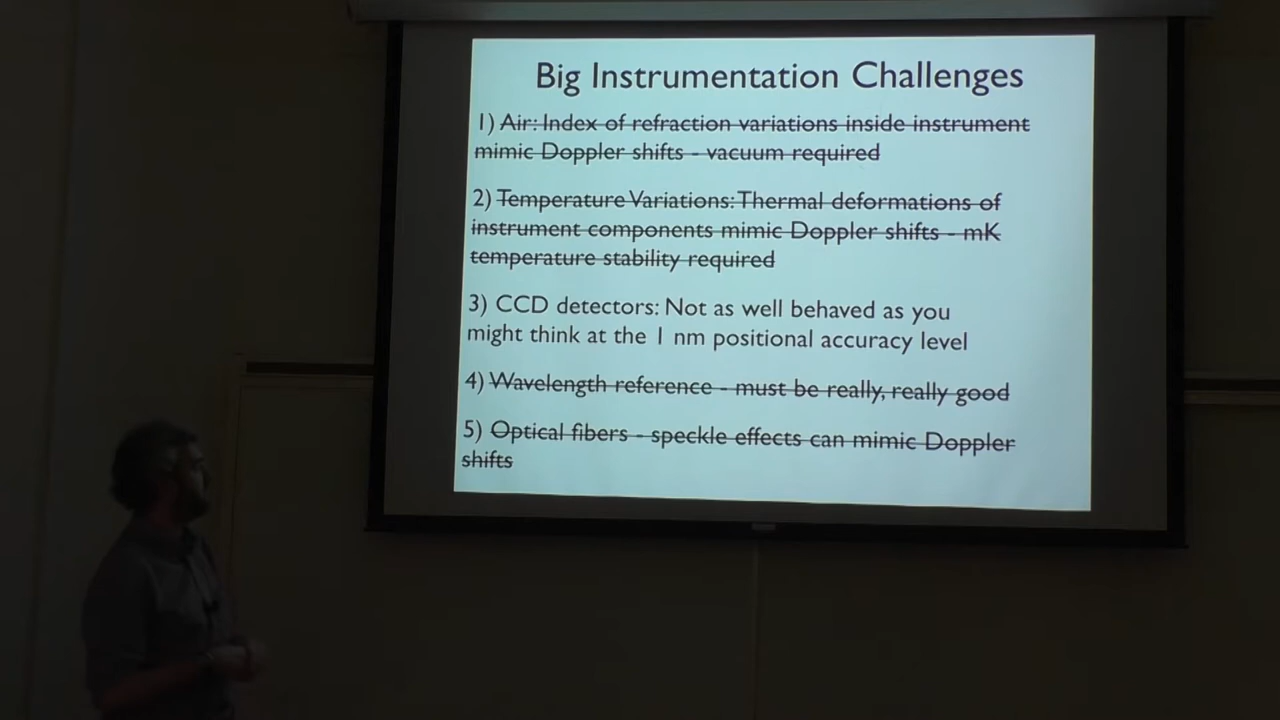 Big Instrumentation Challenges
1) Air: Index of refraction variations inside instrument
mimic Doppler shifts - vacuum required
2) Temperature Variations: Thermal deformations of
instrument components mimic Doppler shifts - mK
temperature stability required
3) CCD detectors: Not as well behaved as you
might think at the 1 nm positional accuracy level
4) Wavelength reference - must be really, really good
5) Optical fibers - speckle effects can mimic Doppler
shifts